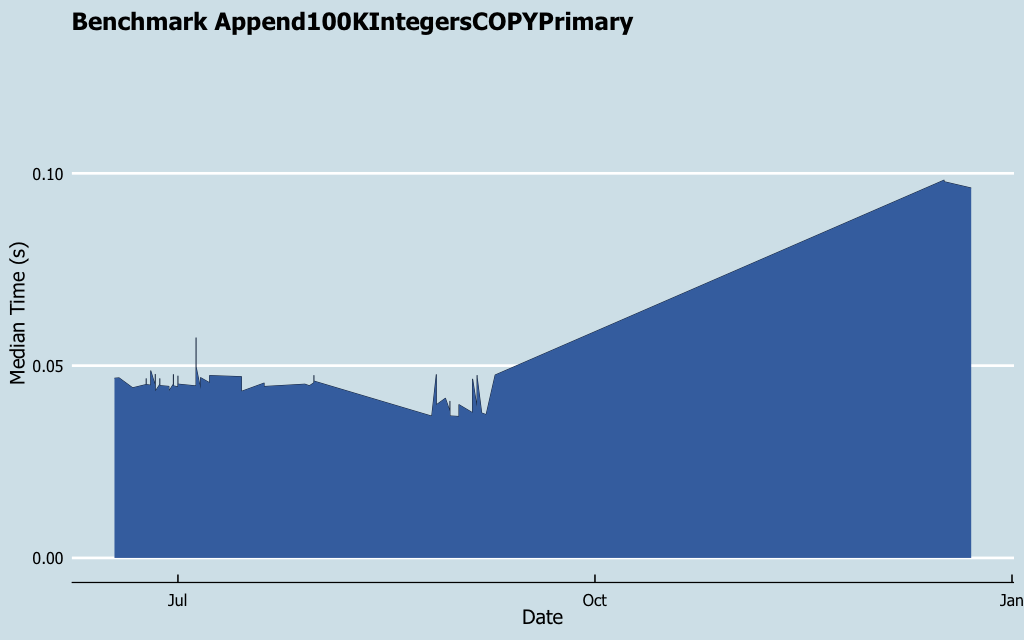 Benchmark Append100KIntegersCOPYPrimary
0.10
0.05
0.00
Median Time (s)
Jul
Oct
Jan
Date